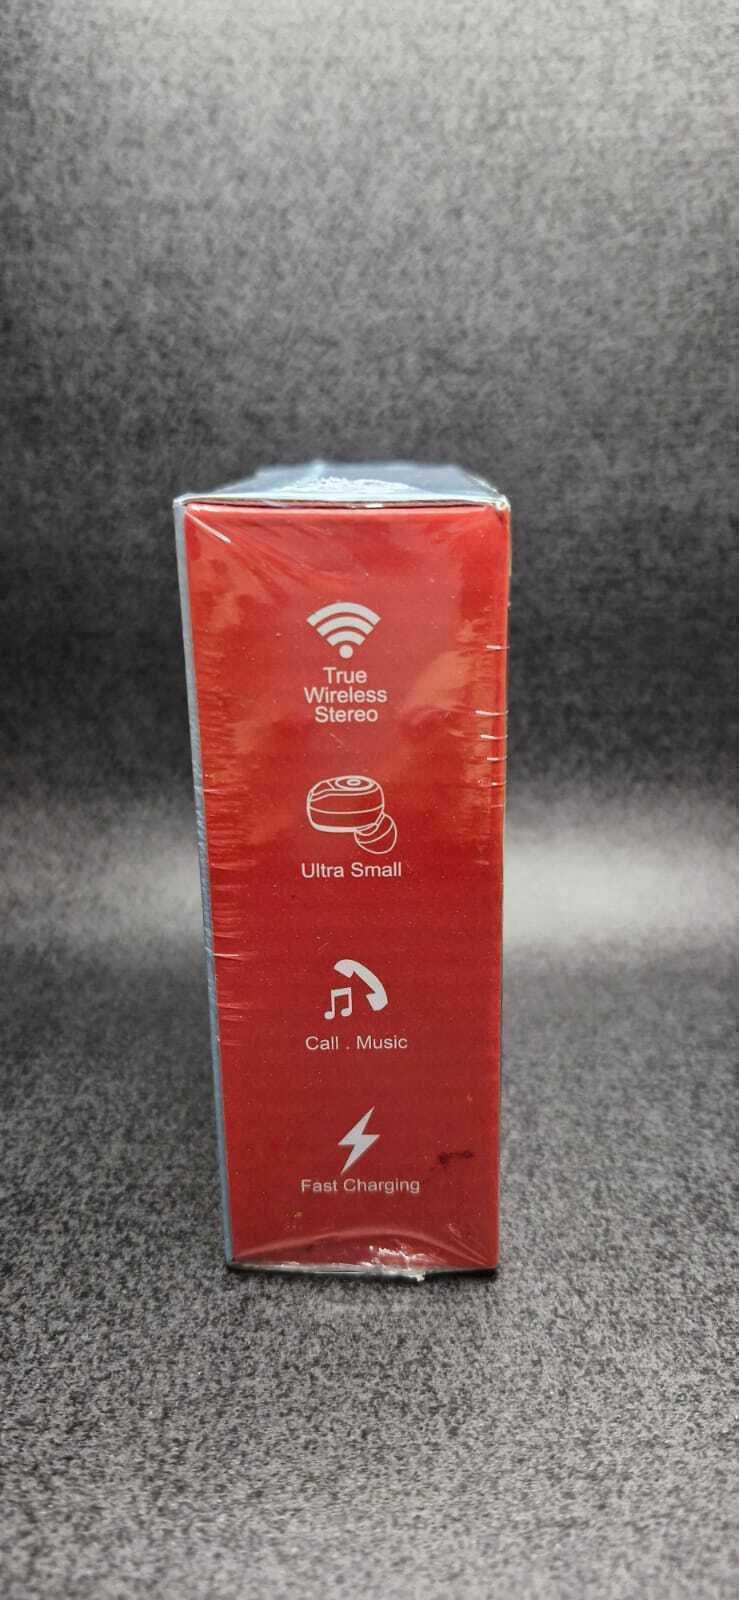 True
Wireless
Stereo
Ultra Small
Call . Music
Fast Charging